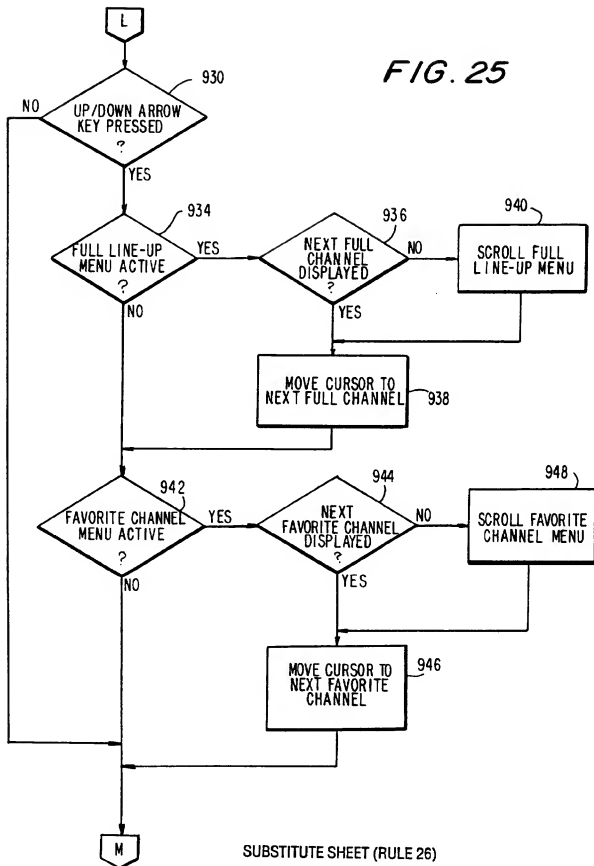 L
FIG. 25
930
NO
UP/DOWN ARROW
KEY PRESSED
?
YES
934
936
940
FULL LINE-UP
MENU ACTIVE
?
YES
NEXT FULL
CHANNEL
DISPLAYED
?
NO
SCROLL FULL
LINE-UP MENU
NO
YES
MOVE CURSOR TO
NEXT FULL CHANNEL
938
942
944
948
FAVORITE CHANNEL
MENU ACTIVE
?
YES
NEXT
FAVORITE CHANNEL
DISPLAYED
?
NO
SCROLL FAVORITE
CHANNEL MENU
NO
YES
MOVE CURSOR TO
NEXT FAVORITE
CHANNEL
946
M
SUBSTITUTE SHEET (RULE 26)